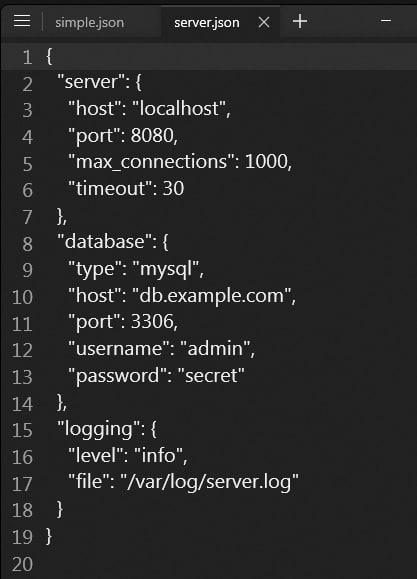 simple.json server.json
1 {
2   "server": {
3     "host": "localhost",
4     "port": 8080,
5     "max_connections": 1000,
6     "timeout": 30
7   },
8   "database": {
9     "type": "mysql",
10     "host": "db.example.com",
11     "port": 3306,
12     "username": "admin",
13     "password": "secret"
14   },
15   "logging": {
16     "level": "info",
17     "file": "/var/log/server.log"
18   }
19 }
20